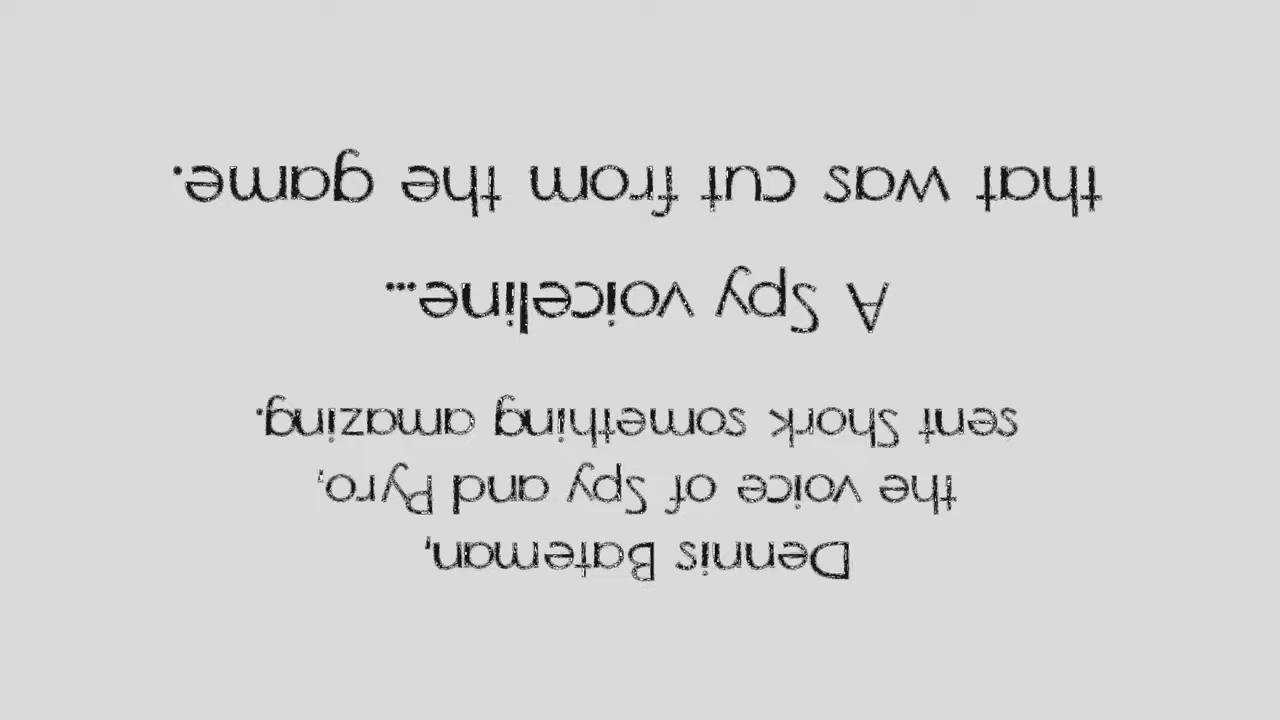 Dennis Bateman,
the voice of Spy and Pyro,
sent Shork something amazing.
A Spy voiceline...
that was cut from the game.